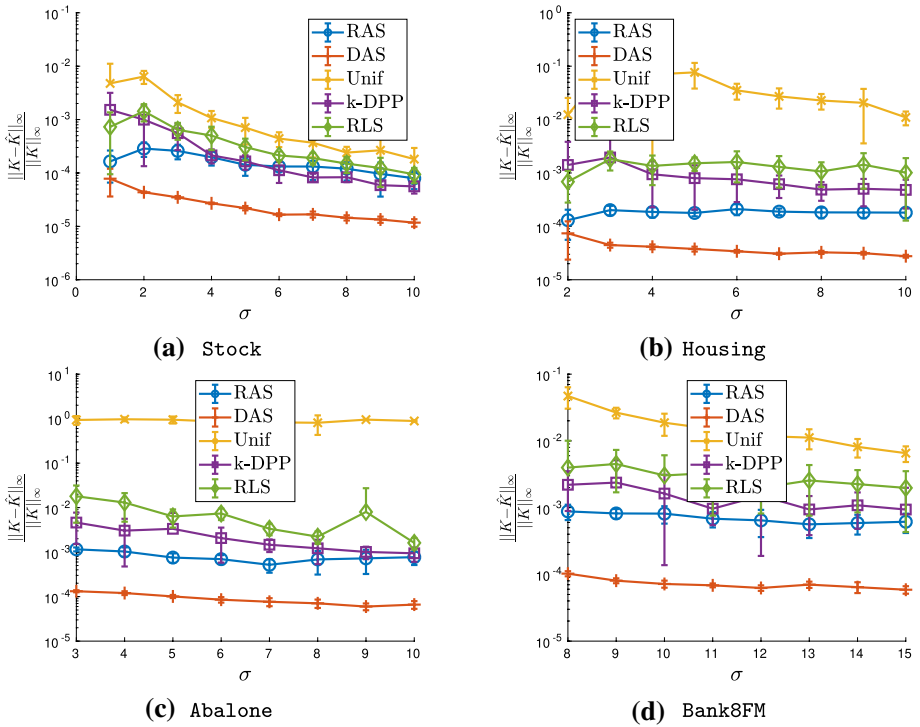 10^-1
10^-2
10^-3
10^-4
10^-5
10^-6
||K−K̂||∞
||K||∞
0 2 4 6 8 10
σ
RAS
DAS
Unif
k-DPP
RLS
(a) Stock
10^0
10^-1
10^-2
10^-3
10^-4
10^-5
||K−K̂||∞
||K||∞
2 4 6 8 10
σ
RAS
DAS
Unif
k-DPP
RLS
(b) Housing
10^1
10^0
10^-1
10^-2
10^-3
10^-4
10^-5
||K−K̂||∞
||K||∞
3 4 5 6 7 8 9 10
σ
RAS
DAS
Unif
k-DPP
RLS
(c) Abalone
10^-1
10^-2
10^-3
10^-4
10^-5
||K−K̂||∞
||K||∞
8 9 10 11 12 13 14 15
σ
RAS
DAS
Unif
k-DPP
RLS
(d) Bank8FM